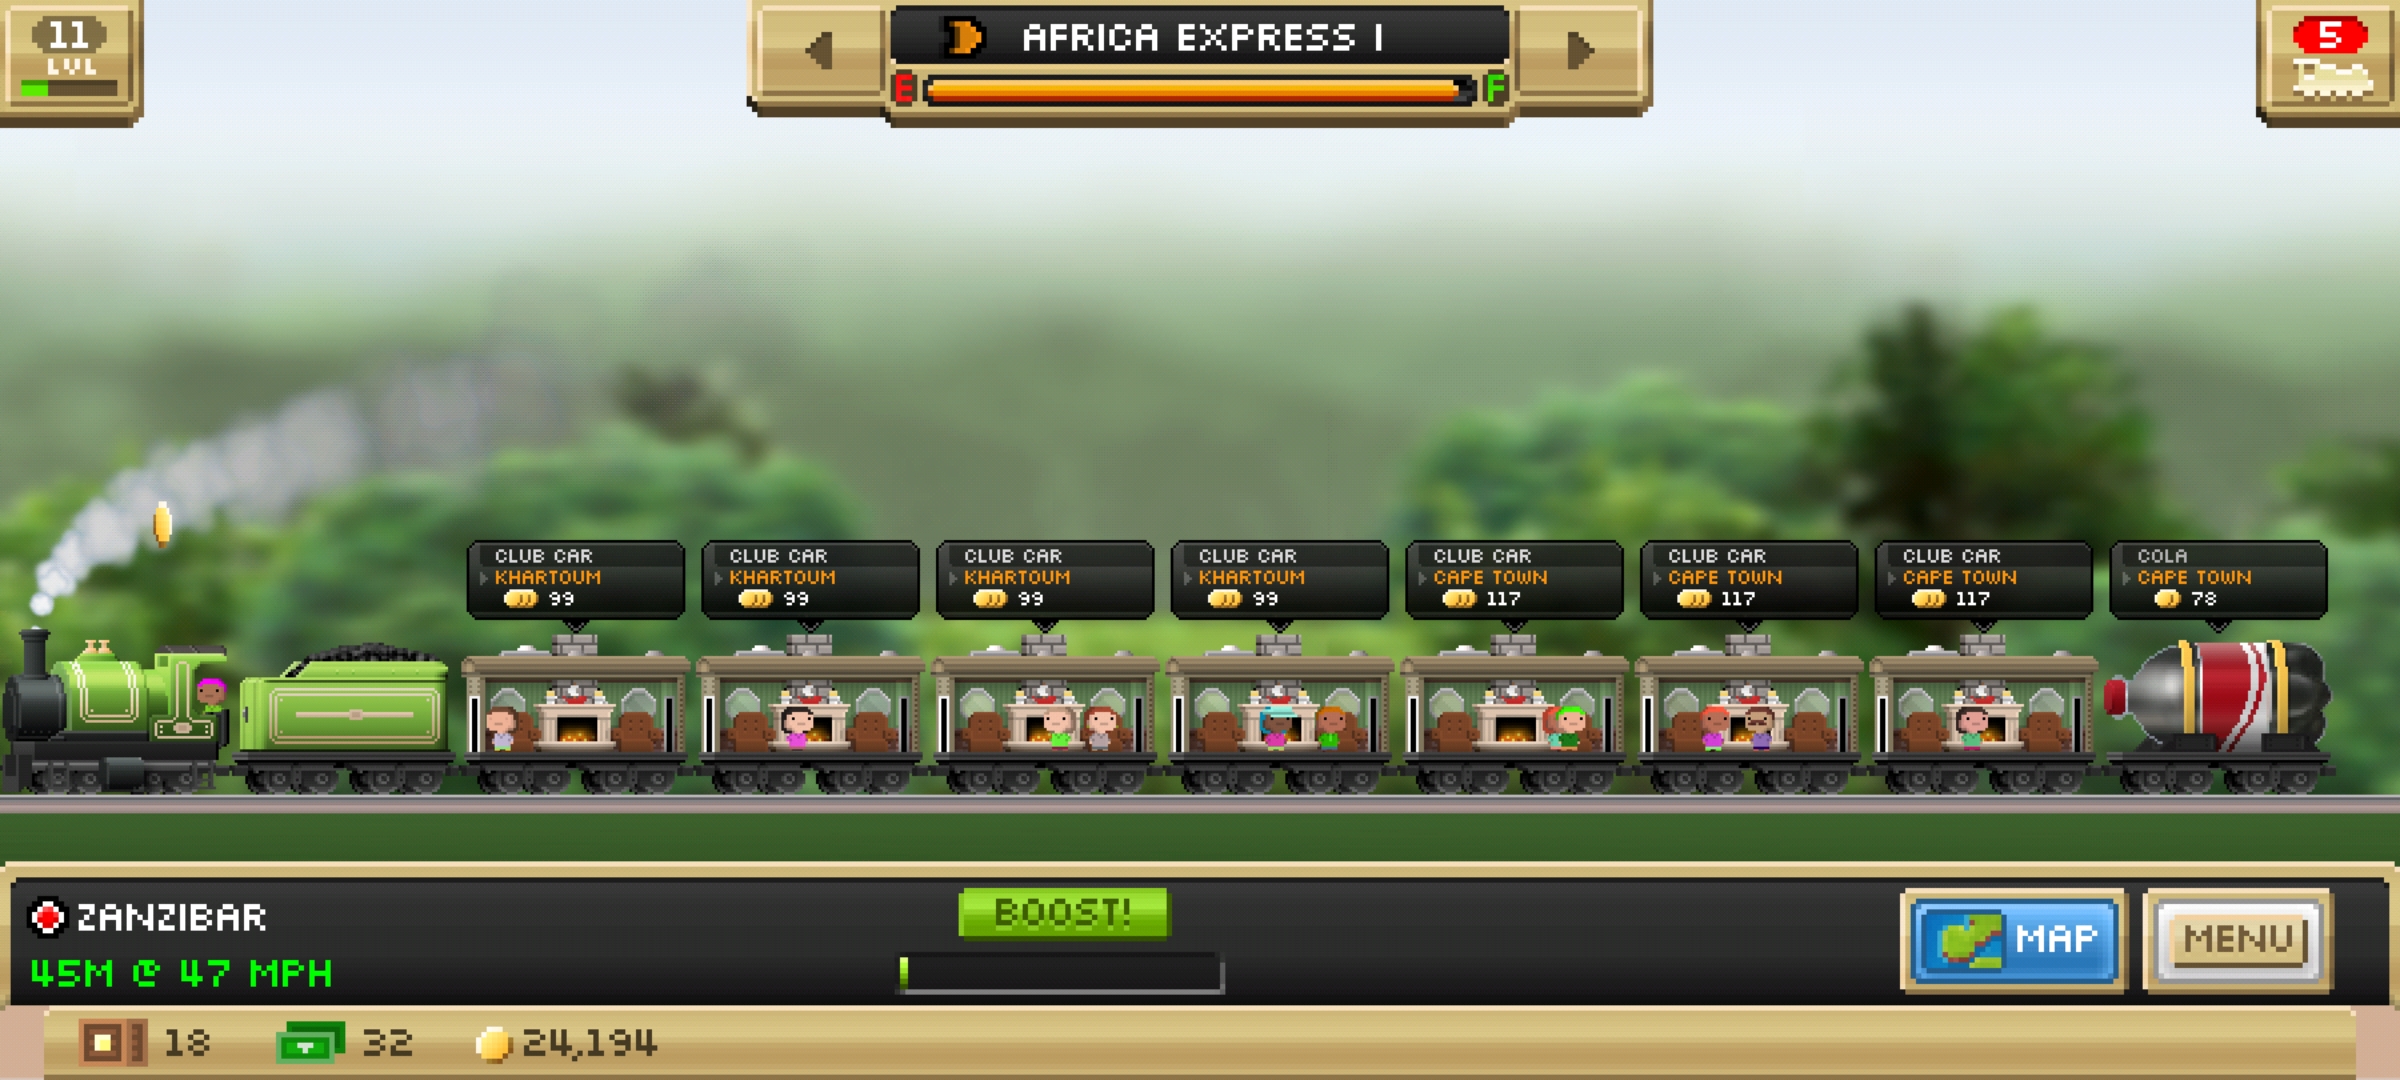 11
LVL
AFRICA EXPRESS I
E F
5
CLUB CAR
KHARTOUM
99
CLUB CAR
KHARTOUM
99
CLUB CAR
KHARTOUM
99
CLUB CAR
KHARTOUM
99
CLUB CAR
CAPE TOWN
117
CLUB CAR
CAPE TOWN
117
CLUB CAR
CAPE TOWN
117
COLA
CAPE TOWN
78
ZANZIBAR
45M @ 47 MPH
BOOST!
MAP
MENU
18 32 24,194